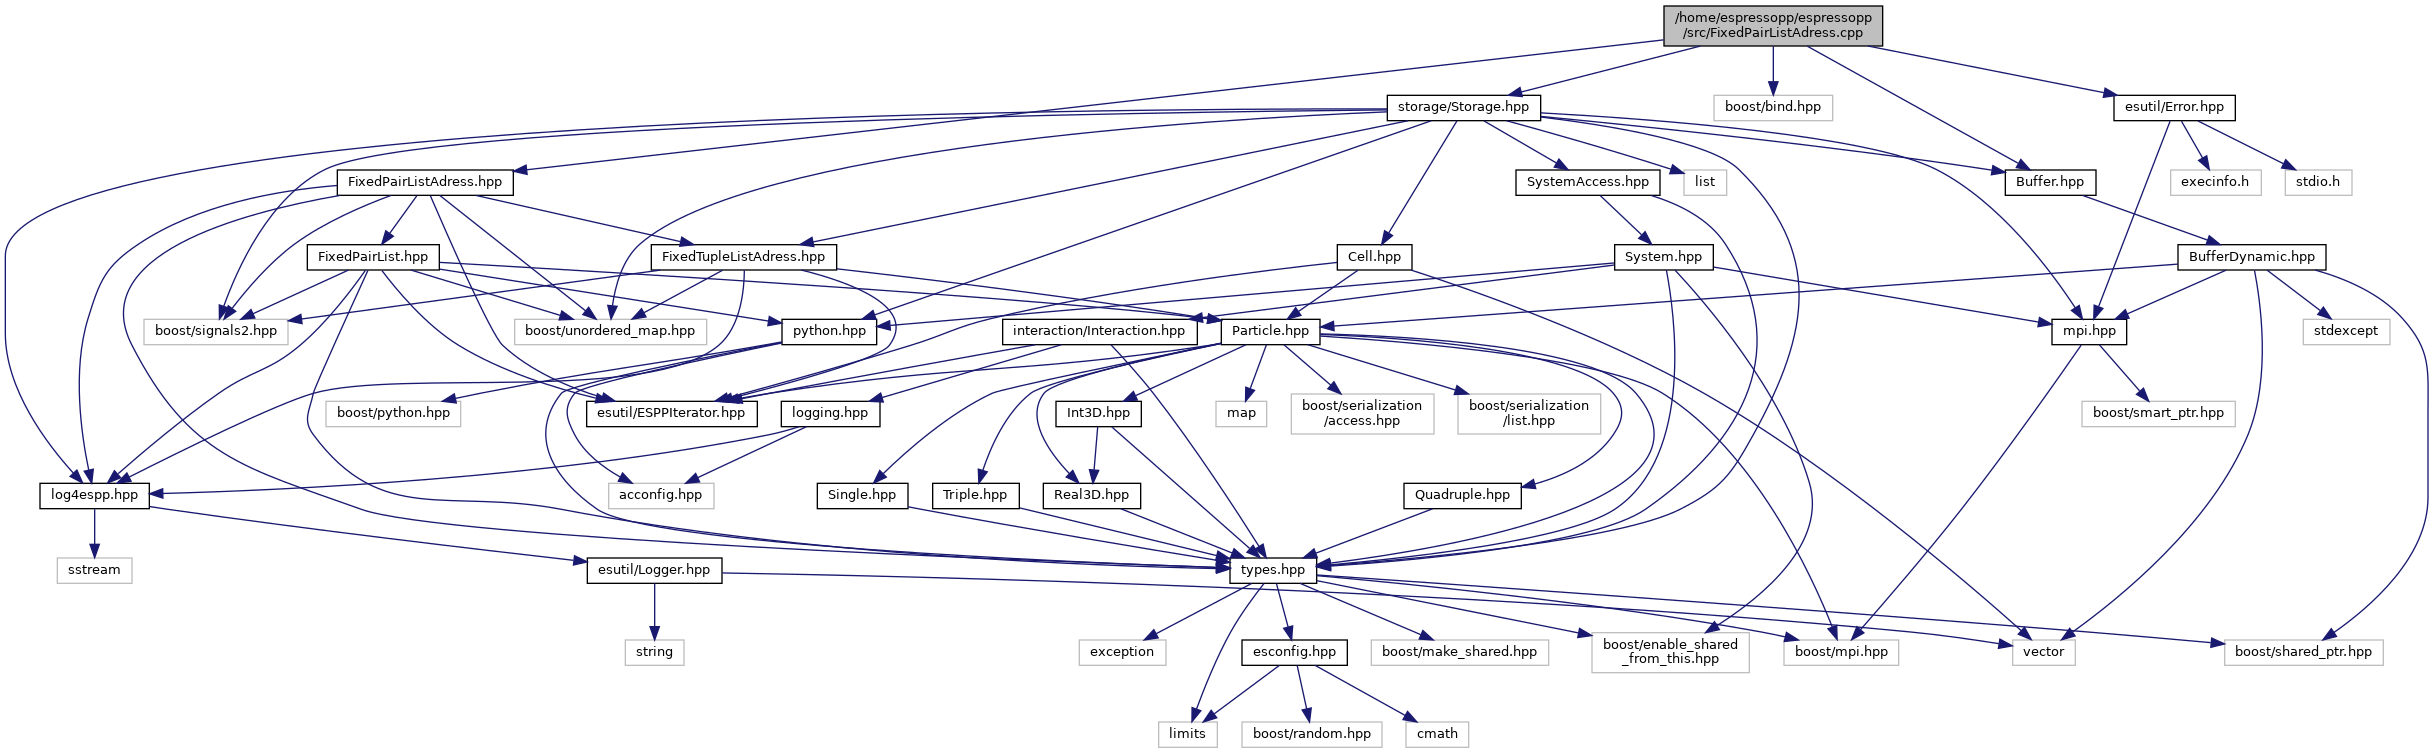 /home/espressopp/espressopp
/src/FixedPairListAdress.cpp
storage/Storage.hpp
boost/bind.hpp
esutil/Error.hpp
FixedPairListAdress.hpp
SystemAccess.hpp
list
Buffer.hpp
execinfo.h
stdio.h
FixedPairList.hpp
FixedTupleListAdress.hpp
Cell.hpp
System.hpp
BufferDynamic.hpp
boost/signals2.hpp
boost/unordered_map.hpp
python.hpp
interaction/Interaction.hpp
Particle.hpp
mpi.hpp
stdexcept
boost/python.hpp
esutil/ESPPIterator.hpp
logging.hpp
Int3D.hpp
map
boost/serialization
/access.hpp
boost/serialization
/list.hpp
boost/smart_ptr.hpp
log4espp.hpp
acconfig.hpp
Single.hpp
Triple.hpp
Real3D.hpp
Quadruple.hpp
sstream
esutil/Logger.hpp
types.hpp
string
exception
esconfig.hpp
boost/make_shared.hpp
boost/enable_shared
_from_this.hpp
boost/mpi.hpp
vector
boost/shared_ptr.hpp
limits
boost/random.hpp
cmath